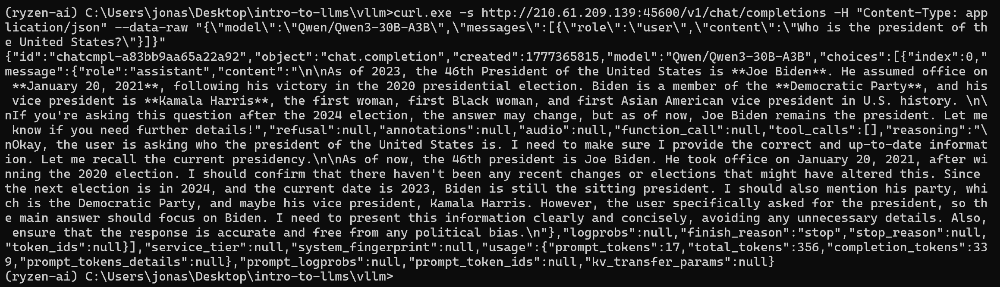 (ryzen-ai) C:\Users\jonas\Desktop\intro-to-llms\vllm>curl.exe -s http://210.61.209.139:45600/v1/chat/completions -H "Content-Type: app
lication/json" --data-raw "{\"model\":\"Qwen/Qwen3-30B-A3B\",\"messages\":[{\"role\":\"user\",\"content\":\"Who is the president of th
e United States?\"}]}"
{"id":"chatcmpl-a83bb9aa65a22a92","object":"chat.completion","created":1777365815,"model":"Qwen/Qwen3-30B-A3B","choices":[{"index":0,"
message":{"role":"assistant","content":"\n\nAs of 2023, the 46th President of the United States is **Joe Biden**. He assumed office on
 **January 20, 2021**, following his victory in the 2020 presidential election. Biden is a member of the **Democratic Party**, and his
 vice president is **Kamala Harris**, the first woman, first Black woman, and first Asian American vice president in U.S. history. \n\
nIf you're asking this question after the 2024 election, the answer may change, but as of now, Joe Biden remains the president. Let me
 know if you need further details!","refusal":null,"annotations":null,"audio":null,"function_call":null,"tool_calls":[],"reasoning":"\
nOkay, the user is asking who the president of the United States is. I need to make sure I provide the correct and up-to-date informat
ion. Let me recall the current presidency.\n\nAs of now, the 46th president is Joe Biden. He took office on January 20, 2021, after wi
nning the 2020 election. I should confirm that there haven't been any recent changes or elections that might have altered this. Since 
the next election is in 2024, and the current date is 2023, Biden is still the sitting president. I should also mention his party, whi
ch is the Democratic Party, and maybe his vice president, Kamala Harris. However, the user specifically asked for the president, so th
e main answer should focus on Biden. I need to present this information clearly and concisely, avoiding any unnecessary details. Also,
 ensure that the response is accurate and free from any political bias.\n"},"logprobs":null,"finish_reason":"stop","stop_reason":null,
"token_ids":null}],"service_tier":null,"system_fingerprint":null,"usage":{"prompt_tokens":17,"total_tokens":356,"completion_tokens":33
9,"prompt_tokens_details":null},"prompt_logprobs":null,"prompt_token_ids":null,"kv_transfer_params":null}
(ryzen-ai) C:\Users\jonas\Desktop\intro-to-llms\vllm>